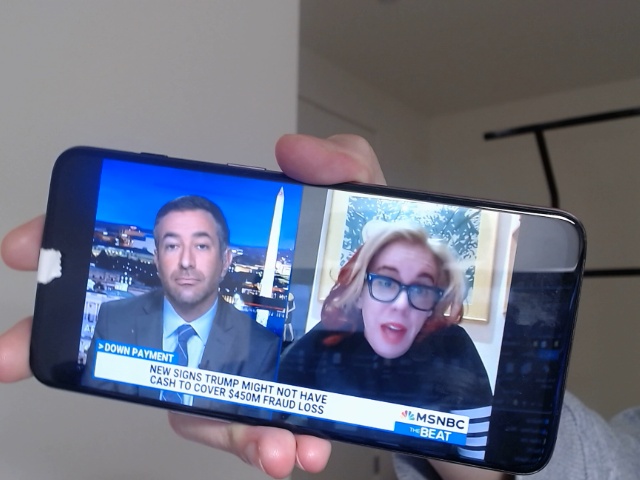 > DOWN PAYMENT
NEW SIGNS TRUMP MIGHT NOT HAVE
CASH TO COVER $450M FRAUD LOSS
MSNBC
THE BEAT